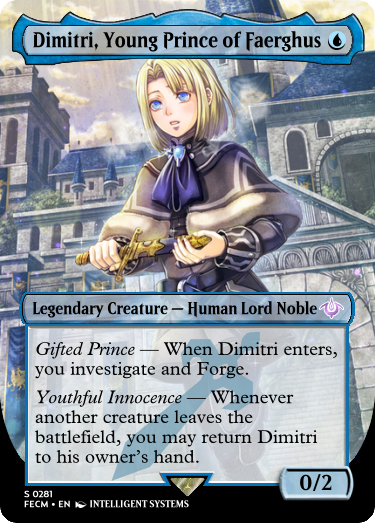 Dimitri, Young Prince of Faerghus
Legendary Creature — Human Lord Noble
Gifted Prince — When Dimitri enters,
you investigate and Forge.
Youthful Innocence — Whenever
another creature leaves the
battlefield, you may return Dimitri
to his owner's hand.
0/2
S 0281
FECM • EN INTELLIGENT SYSTEMS